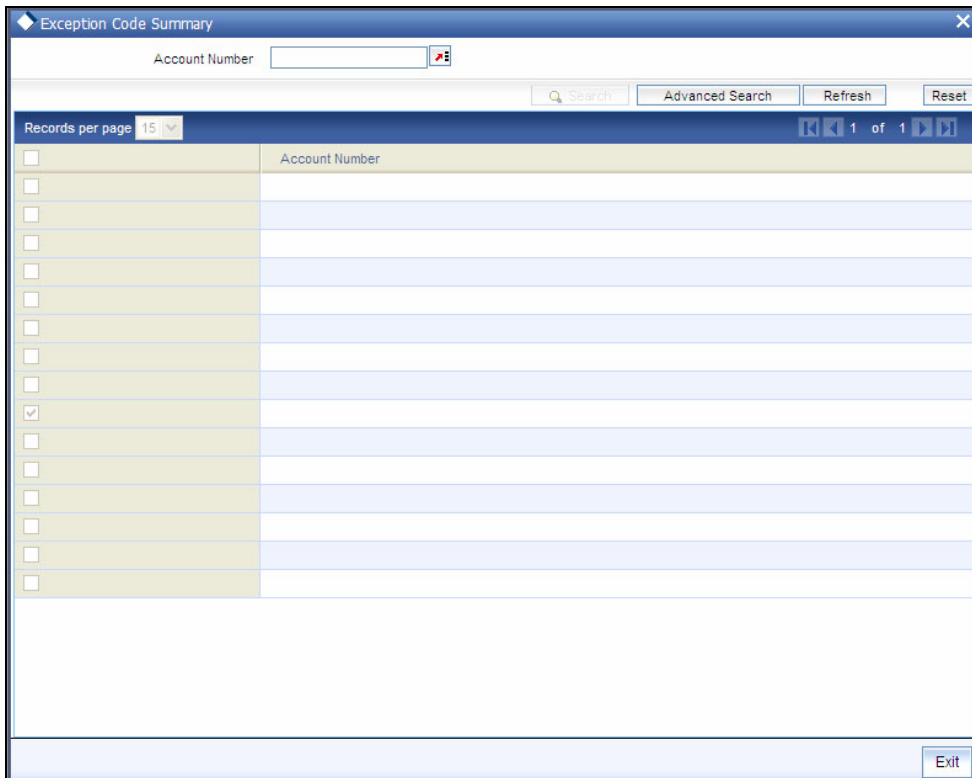 Exception Code Summary
Account Number
Search Advanced Search Refresh Reset
Records per page 15 1 of 1
Account Number
Exit